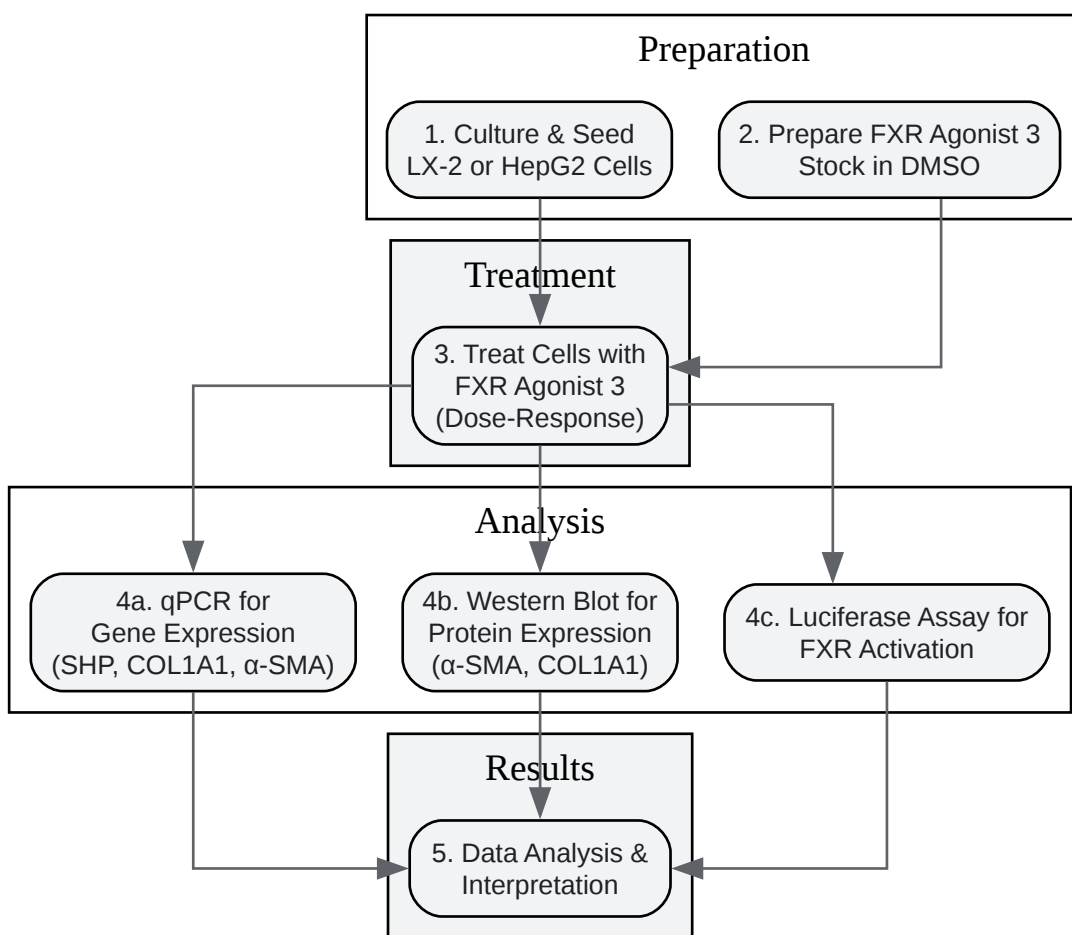 Preparation
1. Culture & Seed
LX-2 or HepG2 Cells
2. Prepare FXR Agonist 3
Stock in DMSO
Treatment
3. Treat Cells with
FXR Agonist 3
(Dose-Response)
Analysis
4a. qPCR for
Gene Expression
(SHP, COL1A1, α-SMA)
4b. Western Blot for
Protein Expression
(α-SMA, COL1A1)
4c. Luciferase Assay for
FXR Activation
Results
5. Data Analysis &
Interpretation